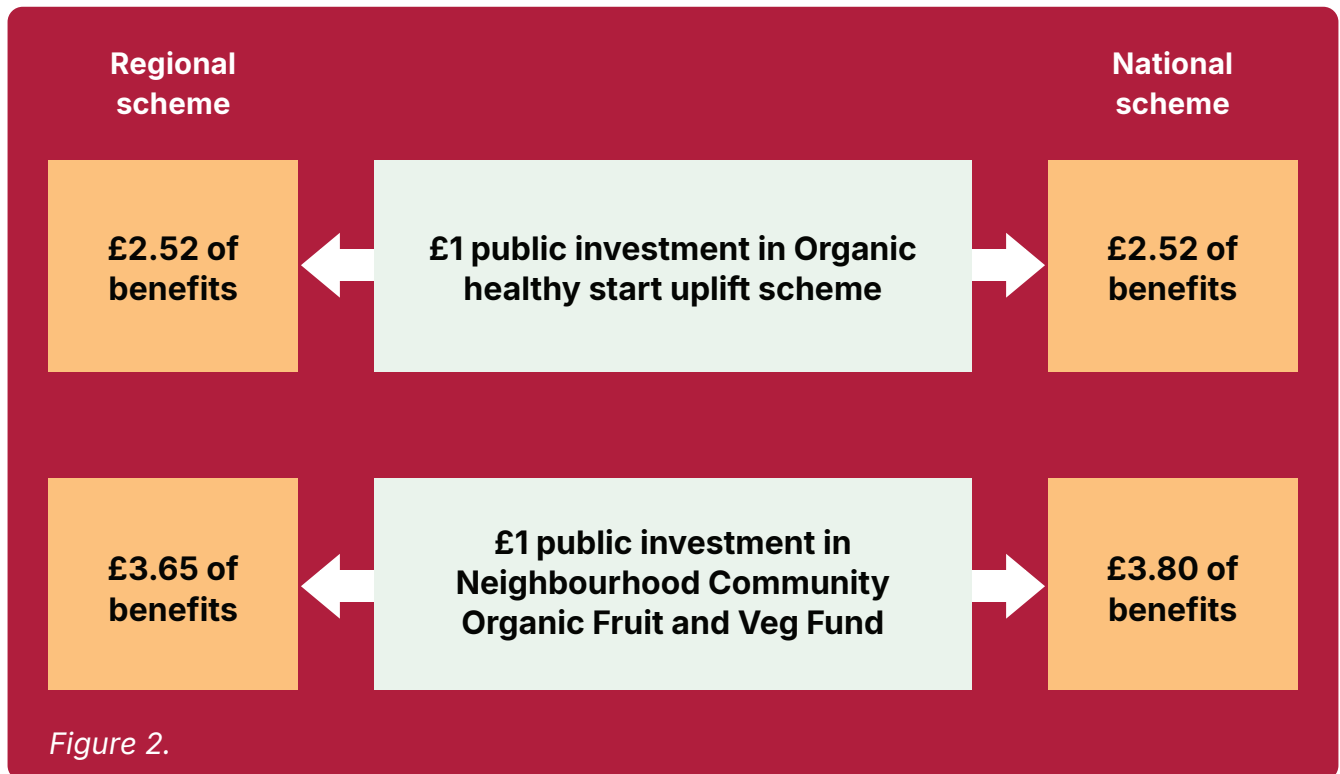 Regional
scheme
National
scheme
£2.52 of
benefits
£1 public investment in Organic
healthy start uplift scheme
£2.52 of
benefits
£3.65 of
benefits
£1 public investment in
Neighbourhood Community
Organic Fruit and Veg Fund
£3.80 of
benefits
Figure 2.